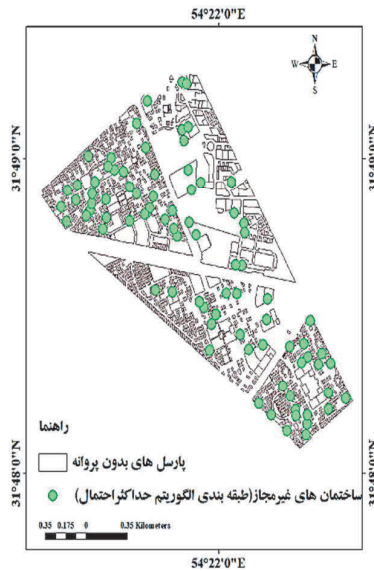 54°22'0"E
N
W E
S
31°49'0"N
31°49'0"N
31°48'0"N
31°48'0"N
راهنما
پارسل های بدون پروانه
ساختمان های غیرمجاز(طبقه بندی الگوریتم حداکثراحتمال)
0.35 0.175 0 0.35 Kilometers
54°22'0"E